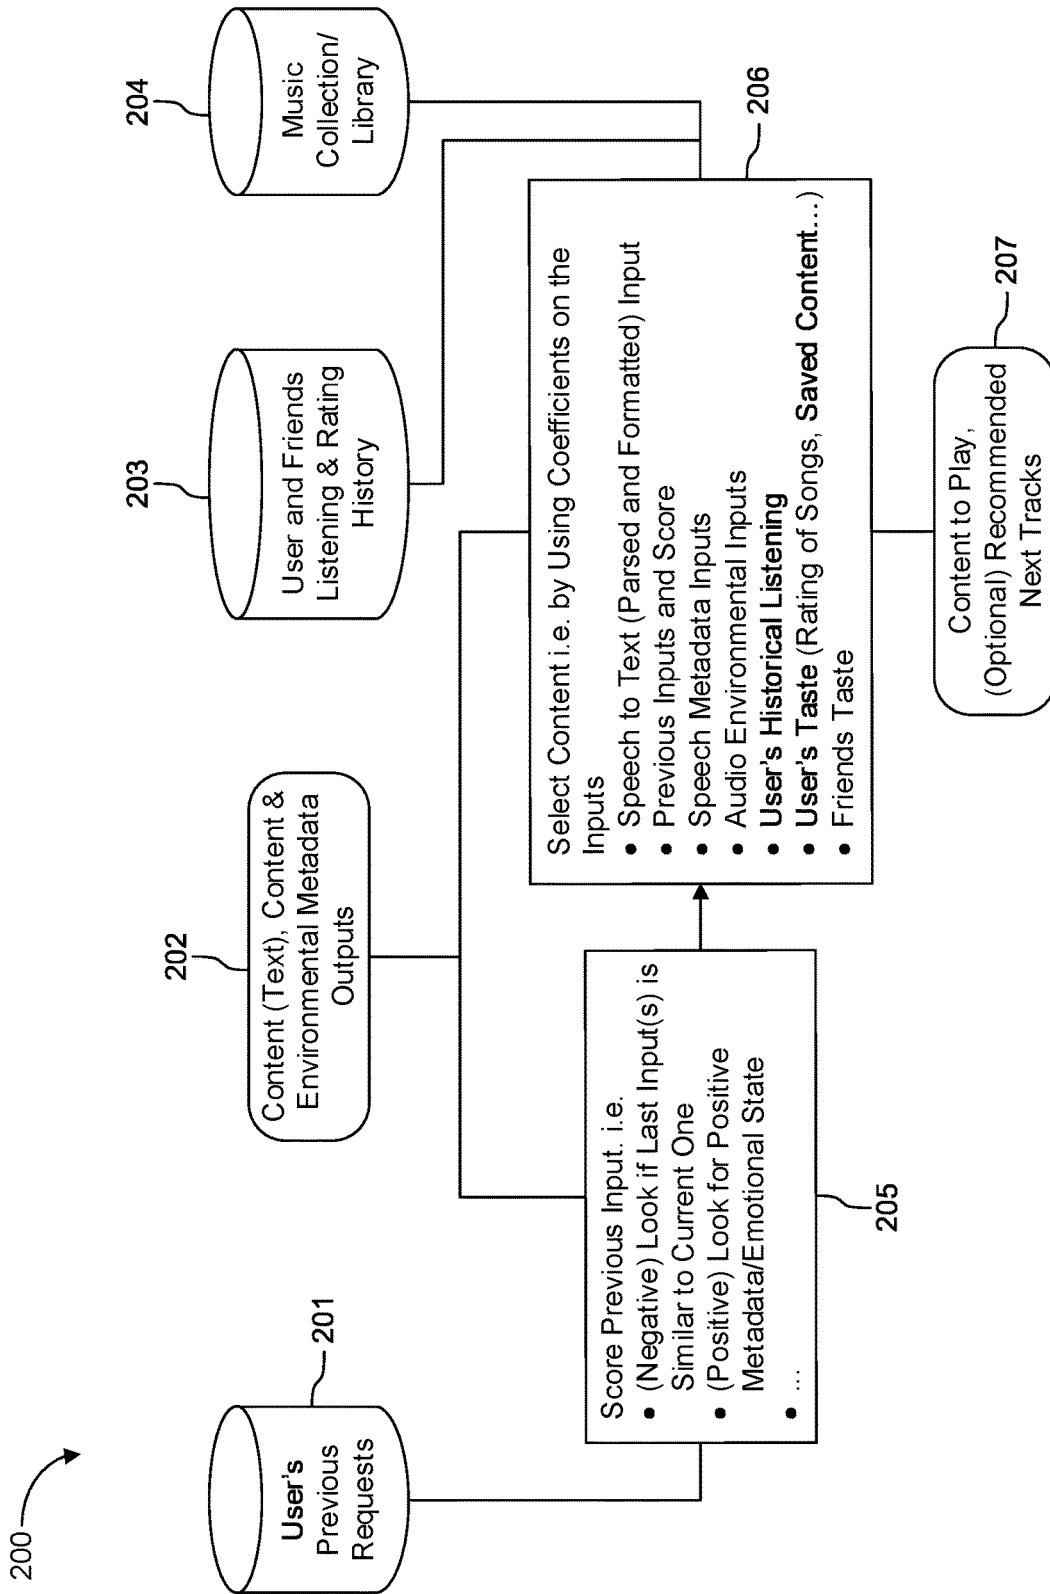 200
201
User's
Previous
Requests
202
Content (Text), Content &
Environmental Metadata
Outputs
203
User and Friends
Listening & Rating
History
204
Music
Collection/
Library
Score Previous Input. i.e.
• (Negative) Look if Last Input(s) is
Similar to Current One
• (Positive) Look for Positive
Metadata/Emotional State
• ...
205
Select Content i.e. by Using Coefficients on the
Inputs
• Speech to Text (Parsed and Formatted) Input
• Previous Inputs and Score
• Speech Metadata Inputs
• Audio Environmental Inputs
• User's Historical Listening
• User's Taste (Rating of Songs, Saved Content...)
• Friends Taste
206
Content to Play,
(Optional) Recommended
Next Tracks
207